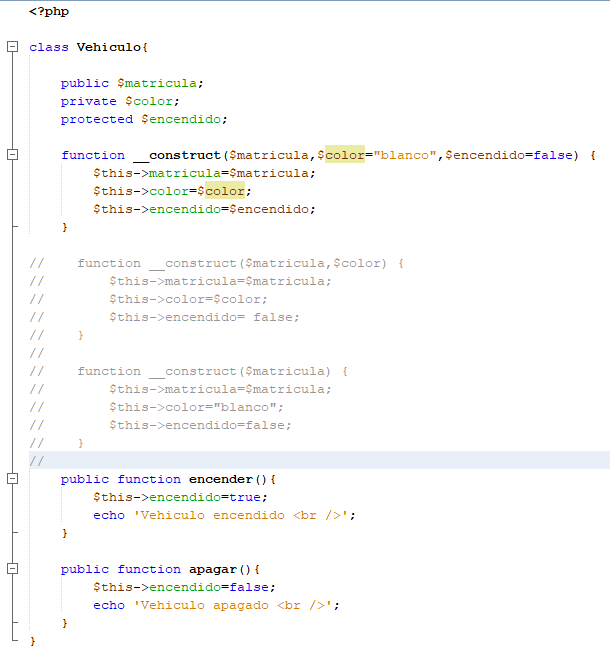 <?php
class Vehiculo{
public $matricula;
private $color;
protected $encendido;
function __construct($matricula,$color="blanco",$encendido=false) {
$this->matricula=$matricula;
$this->color=$color;
$this->encendido=$encendido;
}
//    function __construct($matricula,$color) {
//        $this->matricula=$matricula;
//        $this->color=$color;
//        $this->encendido= false;
//    }
//
//    function __construct($matricula) {
//        $this->matricula=$matricula;
//        $this->color="blanco";
//        $this->encendido=false;
//    }
//
public function encender(){
$this->encendido=true;
echo 'Vehiculo encendido <br />';
}
public function apagar(){
$this->encendido=false;
echo 'Vehiculo apagado <br />';
}
}